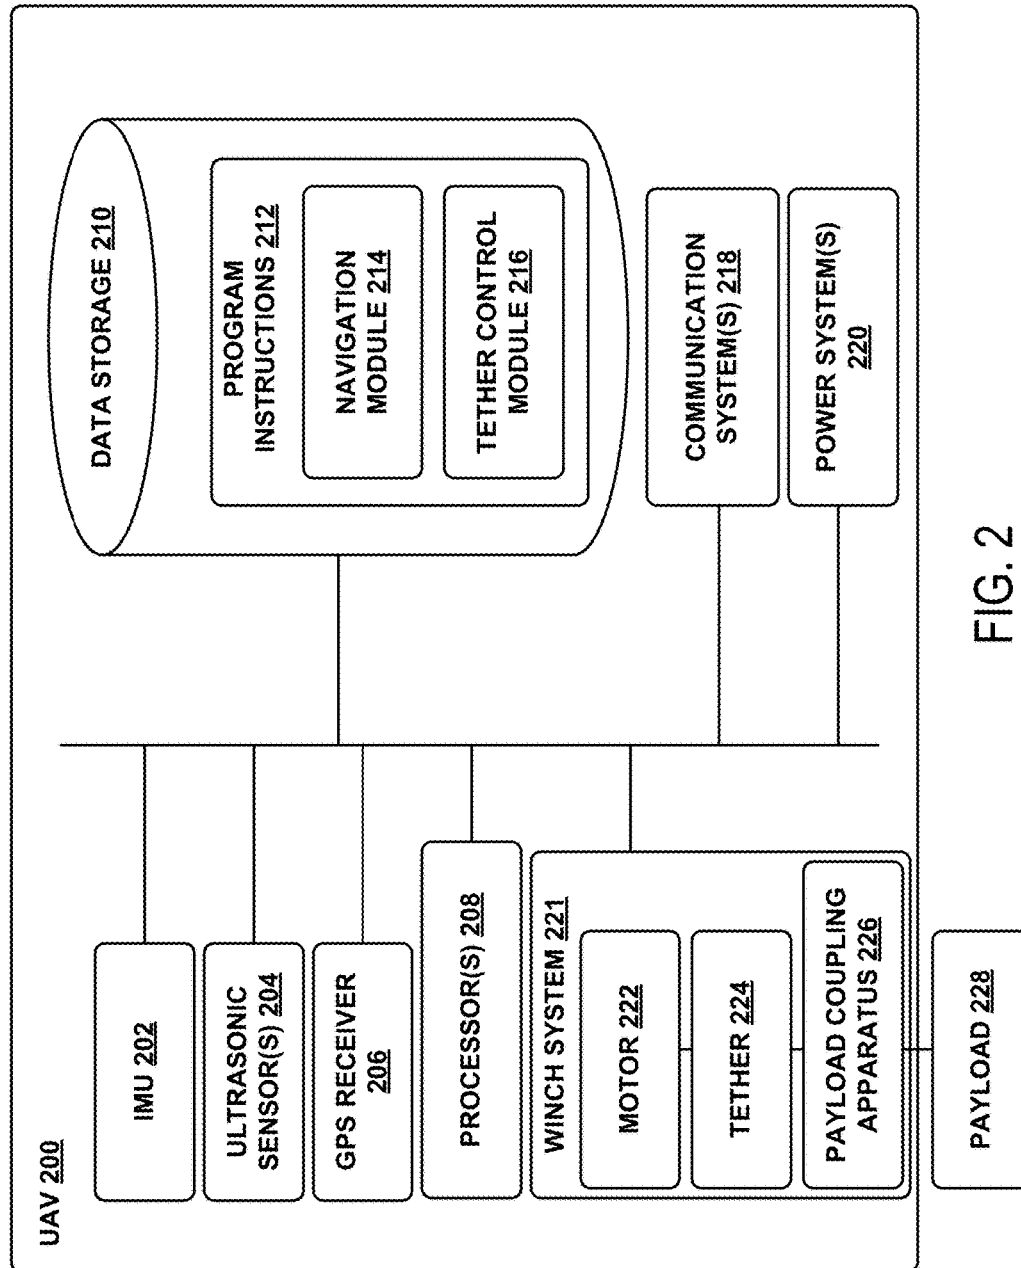 UAV 200
IMU 202
ULTRASONIC
SENSOR(S) 204
GPS RECEIVER
206
PROCESSOR(S) 208
WINCH SYSTEM 221
MOTOR 222
TETHER 224
PAYLOAD COUPLING
APPARATUS 226
PAYLOAD 228
DATA STORAGE 210
PROGRAM
INSTRUCTIONS 212
NAVIGATION
MODULE 214
TETHER CONTROL
MODULE 216
COMMUNICATION
SYSTEM(S) 218
POWER SYSTEM(S)
220
FIG. 2